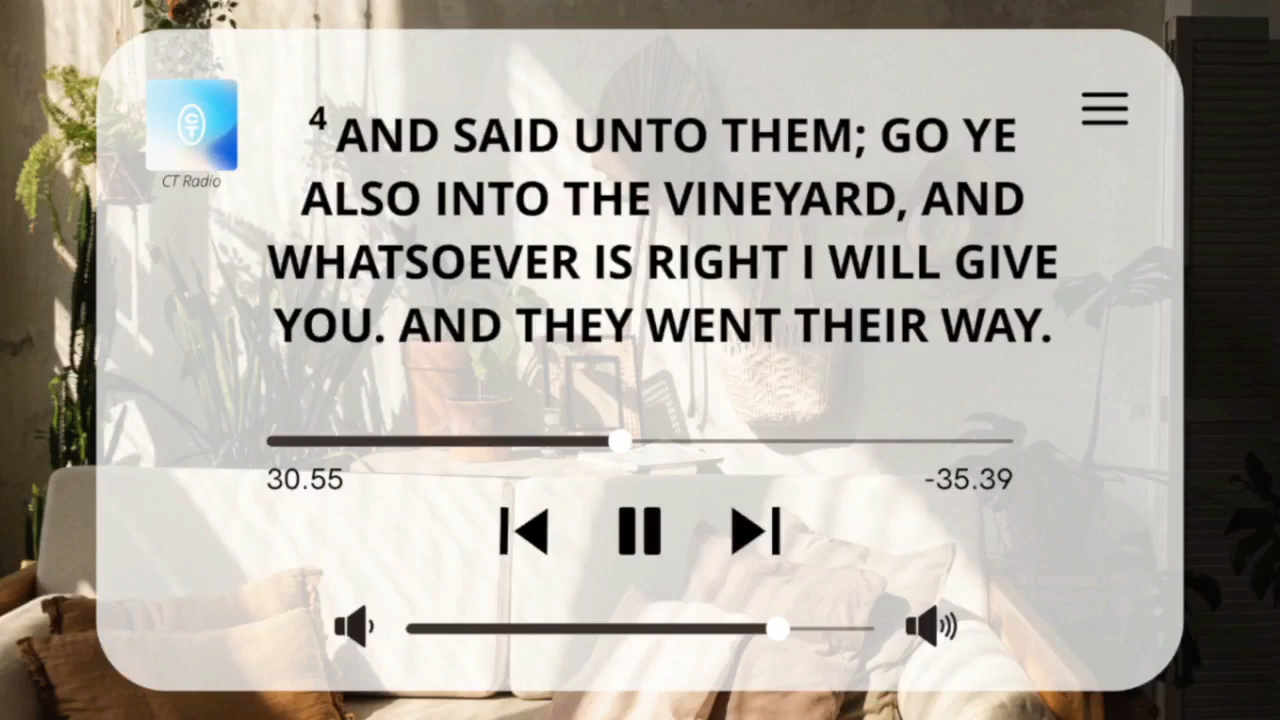 4 AND SAID UNTO THEM; GO YE
ALSO INTO THE VINEYARD, AND
WHATSOEVER IS RIGHT I WILL GIVE
YOU. AND THEY WENT THEIR WAY.
CT
CT Radio
30.55
-35.39